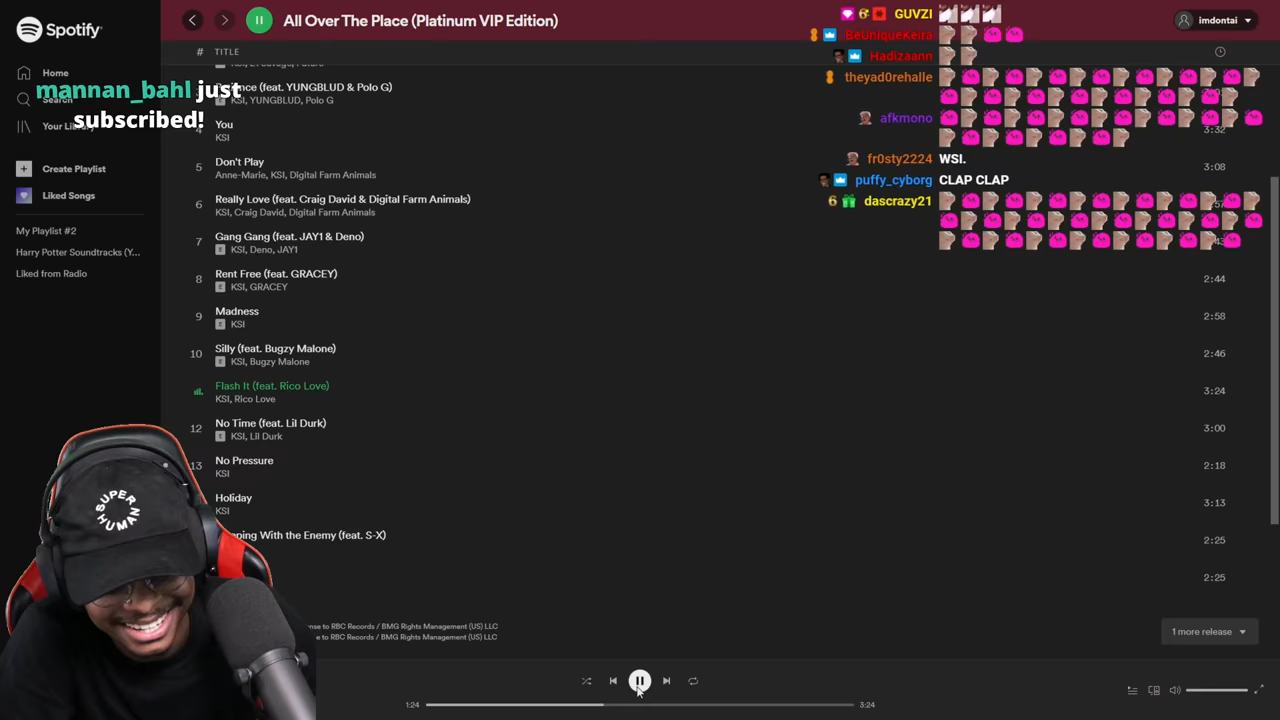 Spotify
Home
Search
Your Library
mannan_bahl just
subscribed!
Create Playlist
Liked Songs
My Playlist #2
Harry Potter Soundtracks (Y...
Liked from Radio
All Over The Place (Platinum VIP Edition)
imdontai
# TITLE
(feat. YUNGBLUD & Polo G)
KSI, YUNGBLUD, Polo G
You
KSI
3:32
5 Don't Play
Anne-Marie, KSI, Digital Farm Animals
3:08
6 Really Love (feat. Craig David & Digital Farm Animals)
KSI, Craig David, Digital Farm Animals
7 Gang Gang (feat. JAY1 & Deno)
E KSI, Deno, JAY1
8 Rent Free (feat. GRACEY)
E KSI, GRACEY
2:44
9 Madness
E KSI
2:58
10 Silly (feat. Bugzy Malone)
E KSI, Bugzy Malone
2:46
Flash It (feat. Rico Love)
KSI, Rico Love
3:24
12 No Time (feat. Lil Durk)
E KSI, Lil Durk
3:00
13 No Pressure
KSI
2:18
Holiday
KSI
3:13
With the Enemy (feat. S-X)
2:25
2:25
to RBC Records / BMG Rights Management (US) LLC
to RBC Records / BMG Rights Management (US) LLC
1 more release
1:24
3:24
GUVZI
BeUniqueKeira
Hadizaann
theyad0rehalle
afkmono
fr0sty2224 WSI.
puffy_cyborg CLAP CLAP
dascrazy21
SUPER
HUMAN